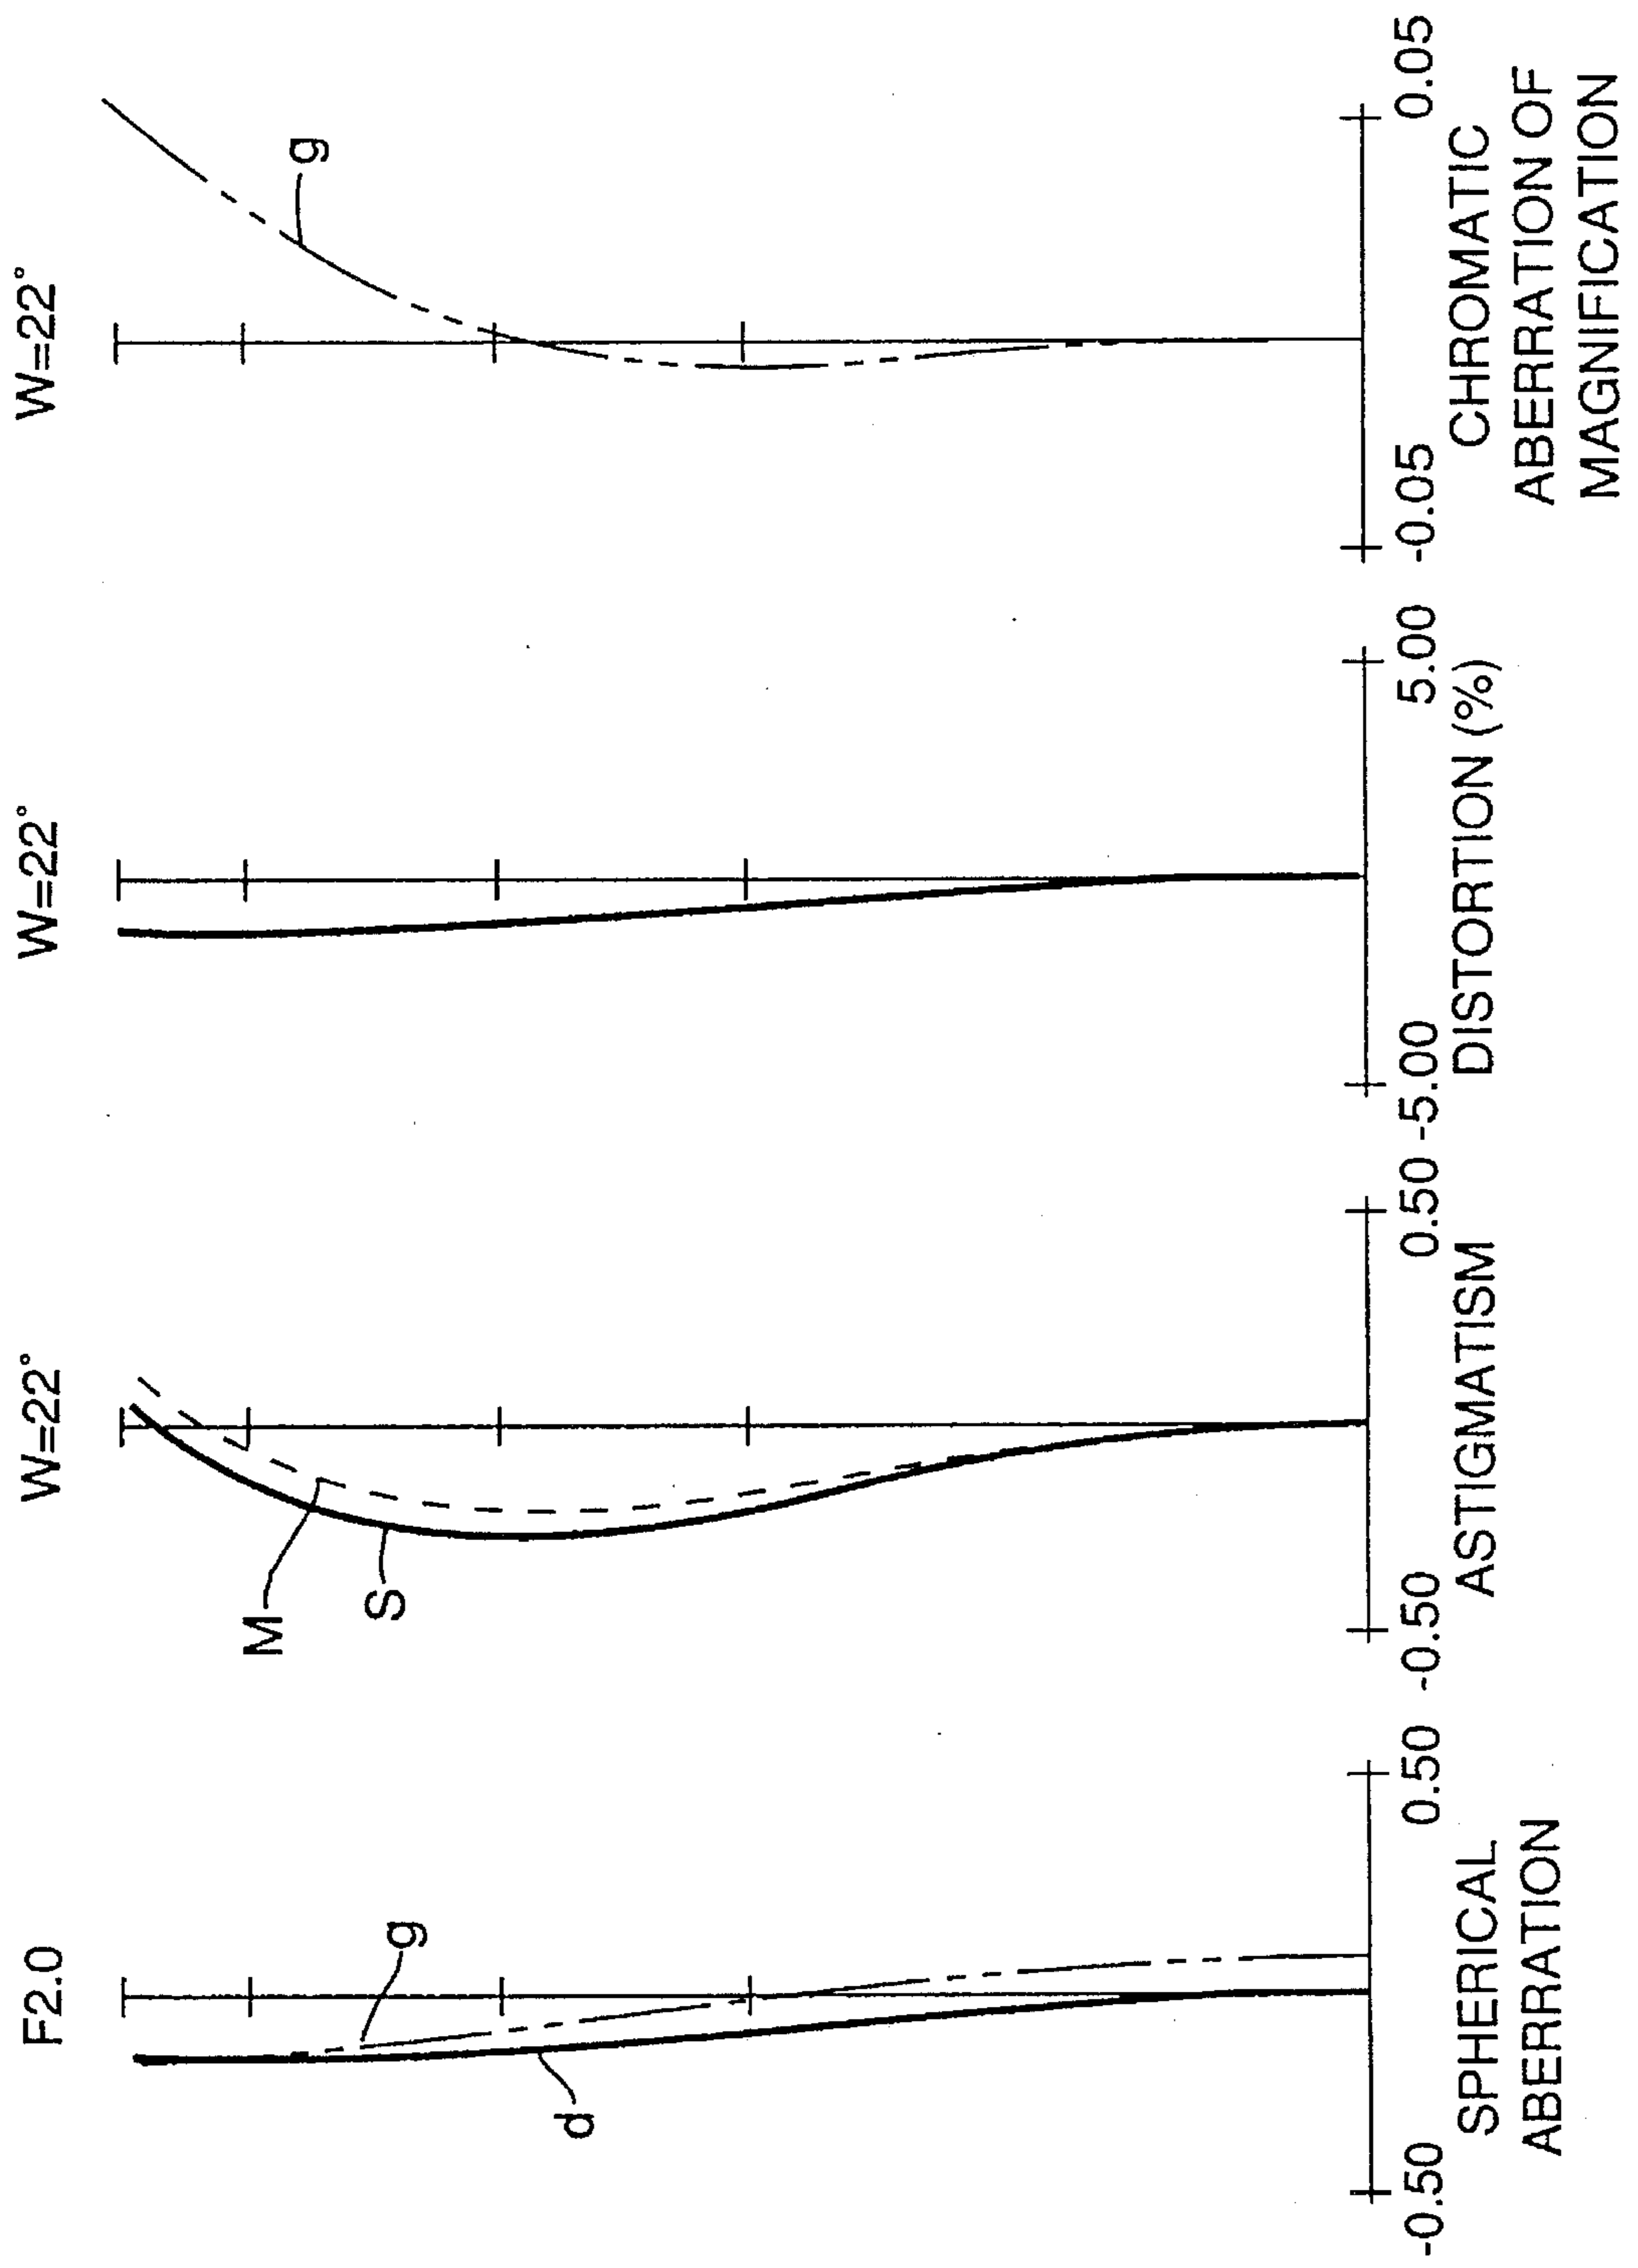 F2.0
g
d
-0.50
0.50
SPHERICAL
ABERRATION
W=22°
M
S
-0.50
0.50
ASTIGMATISM
W=22°
-5.00
5.00
DISTORTION (%)
W=22°
g
-0.05
0.05
CHROMATIC
ABERRATION OF
MAGNIFICATION